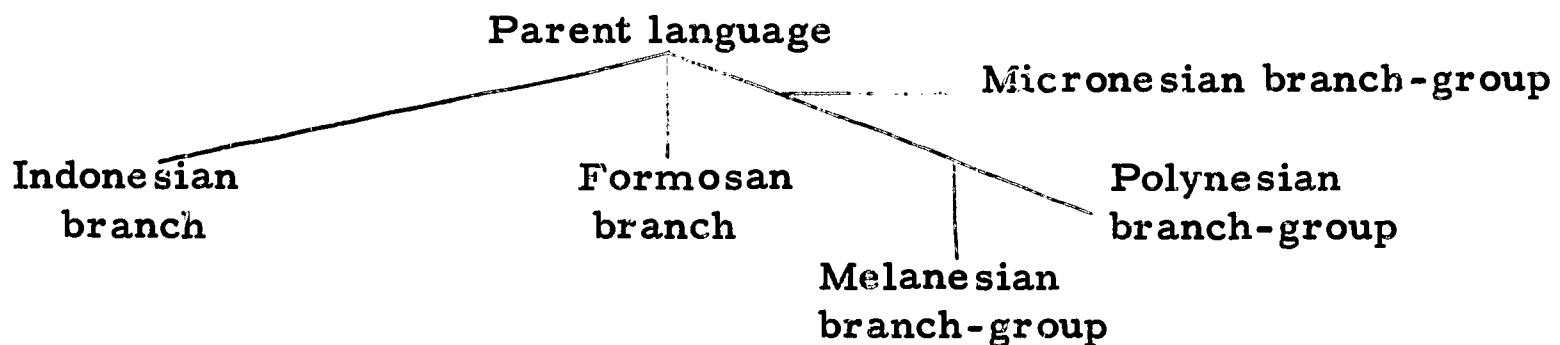 Parent language
Micronesian branch-group
Indonesian
branch
Formosan
branch
Polynesian
branch-group
Melanesian
branch-group